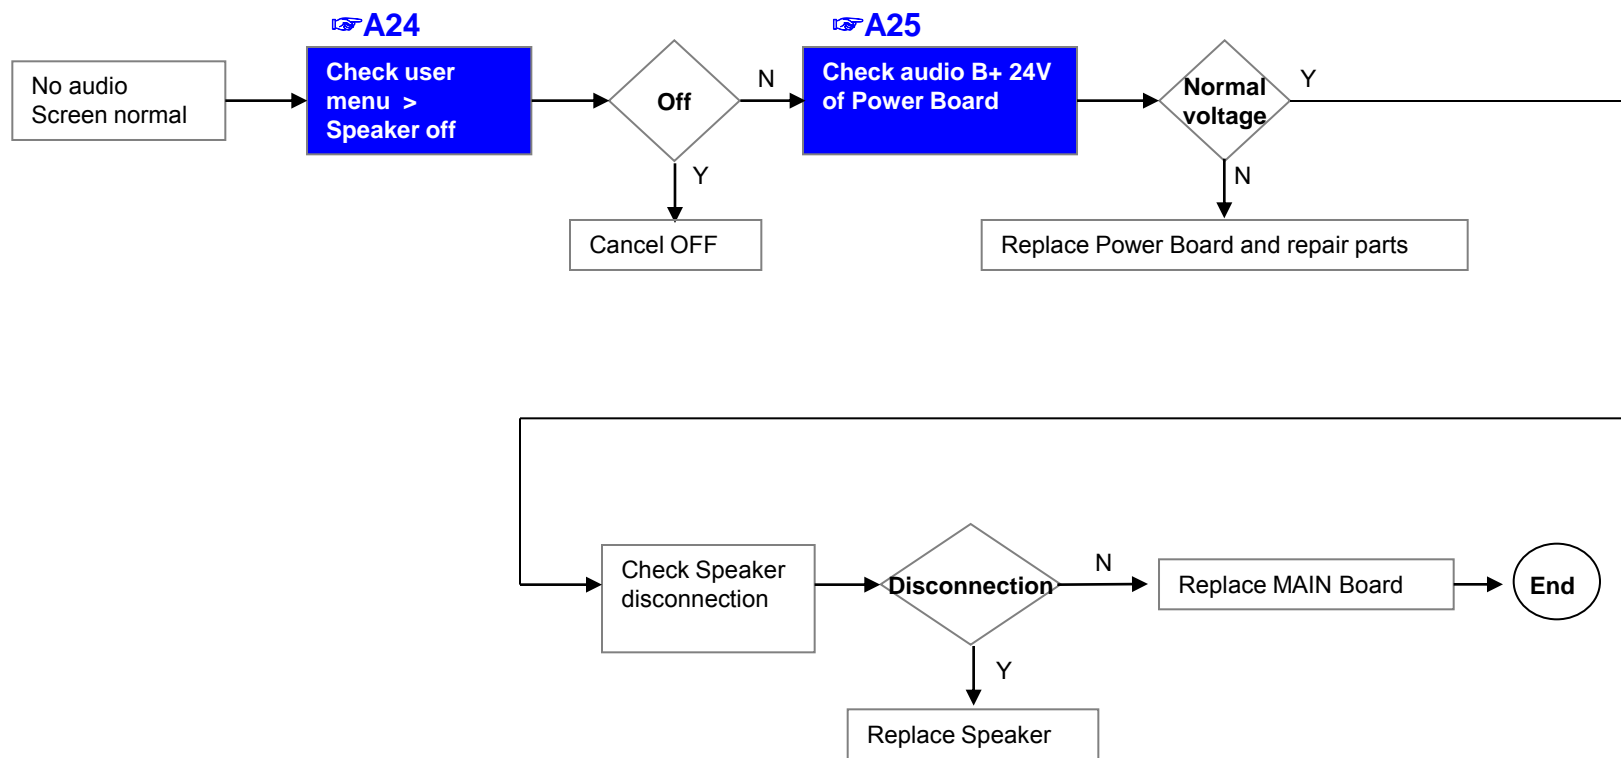 ☞A24
☞A25
No audio
Screen normal
Check user
menu >
Speaker off
Off
N
Check audio B+ 24V
of Power Board
Normal
voltage
Y
Y
N
Cancel OFF
Replace Power Board and repair parts
Check Speaker
disconnection
Disconnection
N
Replace MAIN Board
End
Y
Replace Speaker